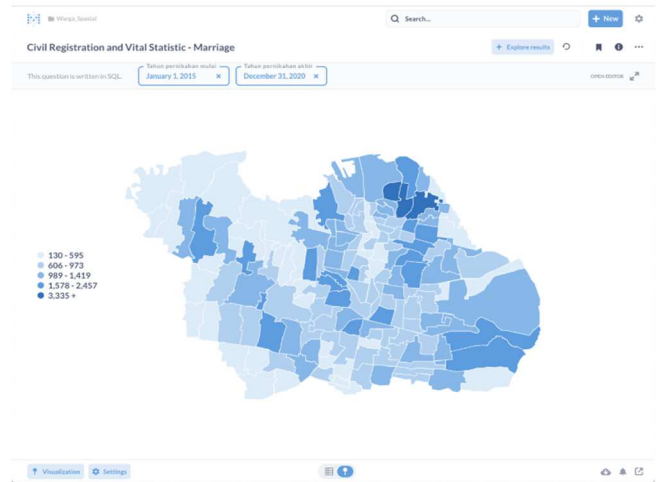 Warga_Spasial
Search...
+ New
Civil Registration and Vital Statistic - Marriage
+ Explore results
This question is written in SQL.
Tahun pernikahan mulai
January 1, 2015 ×
Tahun pernikahan akhir
December 31, 2020 ×
OPEN EDITOR
130 - 595
606 - 973
989 - 1,419
1,578 - 2,457
3,335 +
Visualization
Settings